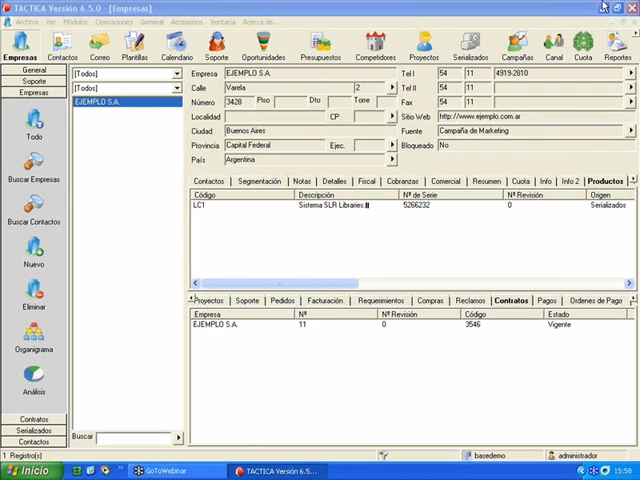 TACTICA Versión 6.5.0 - [Empresas]
Archivo Ver Módulos Operaciones General Accesorios Ventana Acerca de...
Empresas Contactos Correo Plantillas Calendario Soporte Oportunidades Presupuestos Competidores Proyectos Serializados Campañas Canal Cuota Reportes
General
Soporte
Empresas
Todo
Buscar Empresas
Buscar Contactos
Nuevo
Eliminar
Organigrama
Análisis
Contratos
Serializados
Contactos
[Todos]
[Todos]
EJEMPLO S.A.
Buscar
Empresa EJEMPLO S.A.
Calle Varela 2
Número 3428 Piso Dto Torre
Localidad CP
Ciudad Buenos Aires
Provincia Capital Federal Ejec.
País Argentina
Tel I 54 11 4919-2810
Tel II 54 11
Fax 54 11
Sitio Web http://www.ejemplo.com.ar
Fuente Campaña de Marketing
Bloqueado No
Contactos Segmentación Notas Detalles Fiscal Cobranzas Comercial Resumen Cuota Info Info 2 Productos
Código Descripción Nº de Serie Nº Revisión Origen
LC1 Sistema SLR Libraries. 5266232 0 Serializados
Proyectos Soporte Pedidos Facturación Requerimientos Compras Reclamos Contratos Pagos Ordenes de Pago
Empresa Nº Nº Revisión Código Estado
EJEMPLO S.A. 11 0 3546 Vigente
1 Registro(s) basedemo administrador
Inicio GoToWebinar TACTICA Versión 6.5.... 15:58